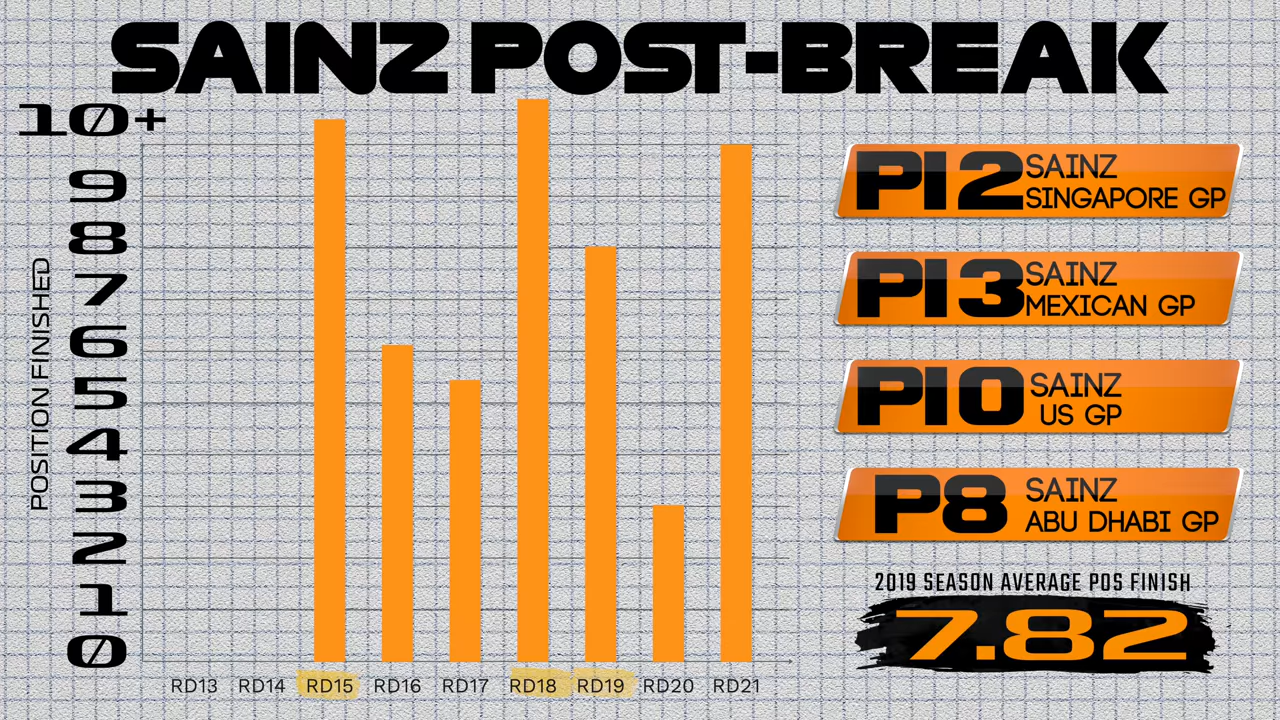 SAINZ POST-BREAK
10+
9
8
7
6
5
4
3
2
1
0
POSITION FINISHED
RD13 RD14 RD15 RD16 RD17 RD18 RD19 RD20 RD21
P12 SAINZ
SINGAPORE GP
P13 SAINZ
MEXICAN GP
P10 SAINZ
US GP
P8 SAINZ
ABU DHABI GP
2019 SEASON AVERAGE POS FINISH
7.82